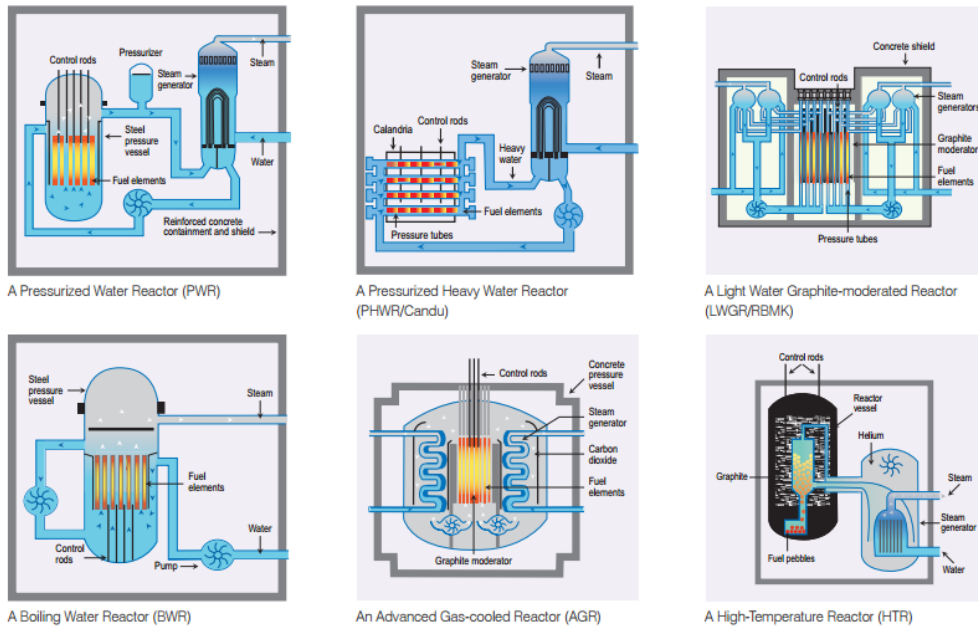 Control rods
Pressurizer
Steam
generator
Steam
Steel
pressure
vessel
Water
Fuel elements
Reinforced concrete
containment and shield
A Pressurized Water Reactor (PWR)
Steam
generator
Steam
Calandria
Control rods
Heavy
water
Fuel elements
Pressure tubes
A Pressurized Heavy Water Reactor
(PHWR/Candu)
Concrete shield
Control rods
Steam
generators
Graphite
moderator
Fuel
elements
Pressure tubes
A Light Water Graphite-moderated Reactor
(LWGR/RBMK)
Steel
pressure
vessel
Steam
Fuel
elements
Control
rods
Pump
Water
A Boiling Water Reactor (BWR)
Control rods
Concrete
pressure
vessel
Steam
generator
Carbon
dioxide
Fuel
elements
Graphite moderator
An Advanced Gas-cooled Reactor (AGR)
Control rods
Reactor
vessel
Helium
Graphite
Steam
Steam
generator
Fuel pebbles
Water
A High-Temperature Reactor (HTR)